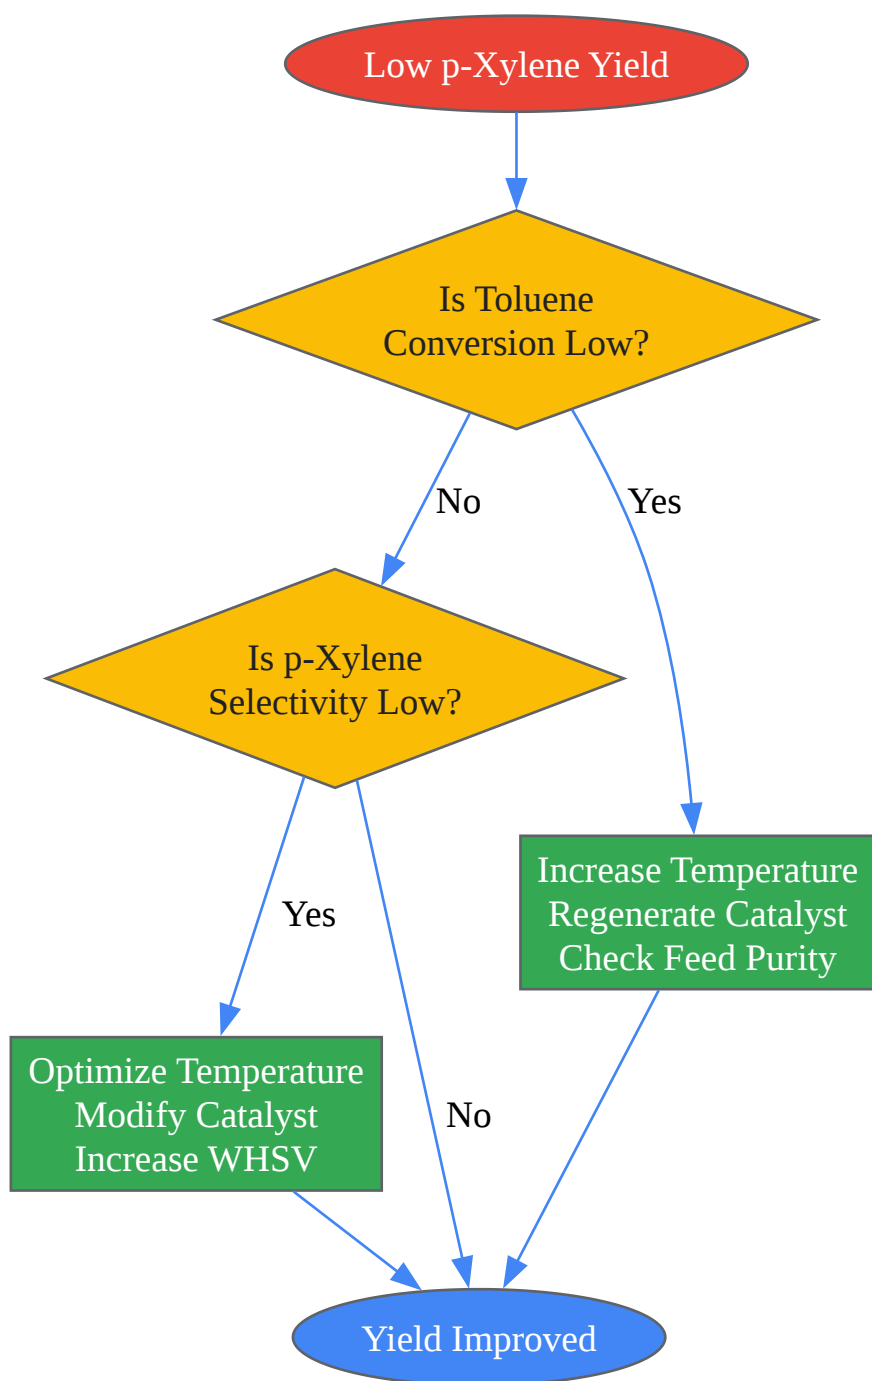 Low p-Xylene Yield
Is Toluene
Conversion Low?
No
Yes
Is p-Xylene
Selectivity Low?
Increase Temperature
Regenerate Catalyst
Check Feed Purity
Yes
Optimize Temperature
Modify Catalyst
Increase WHSV
No
Yield Improved